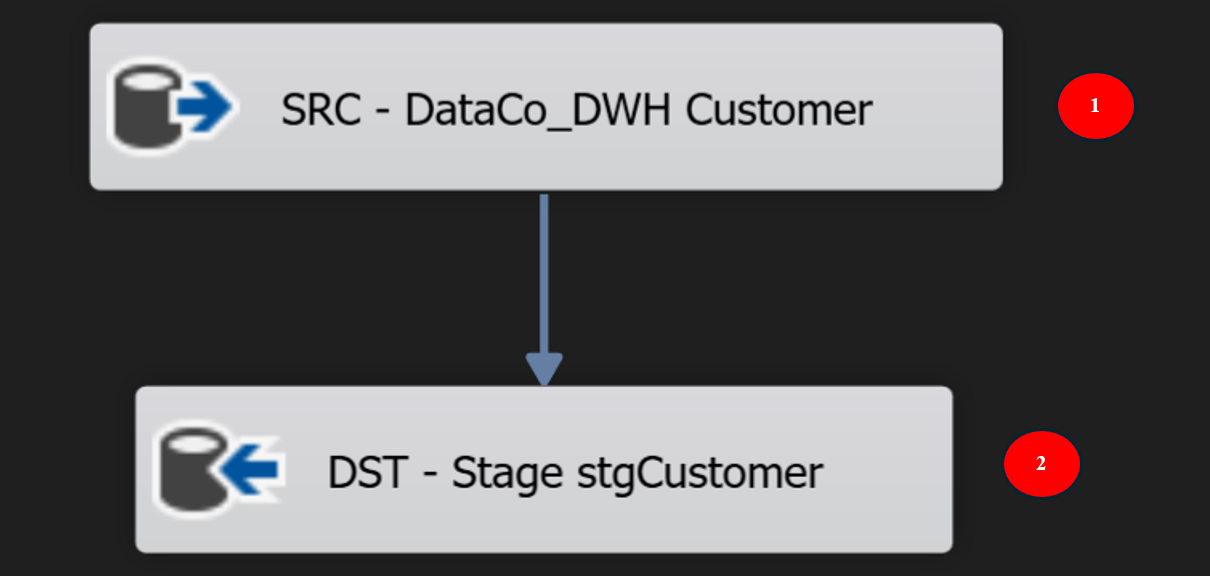 SRC - DataCo_DWH Customer
1
DST - Stage stgCustomer
2